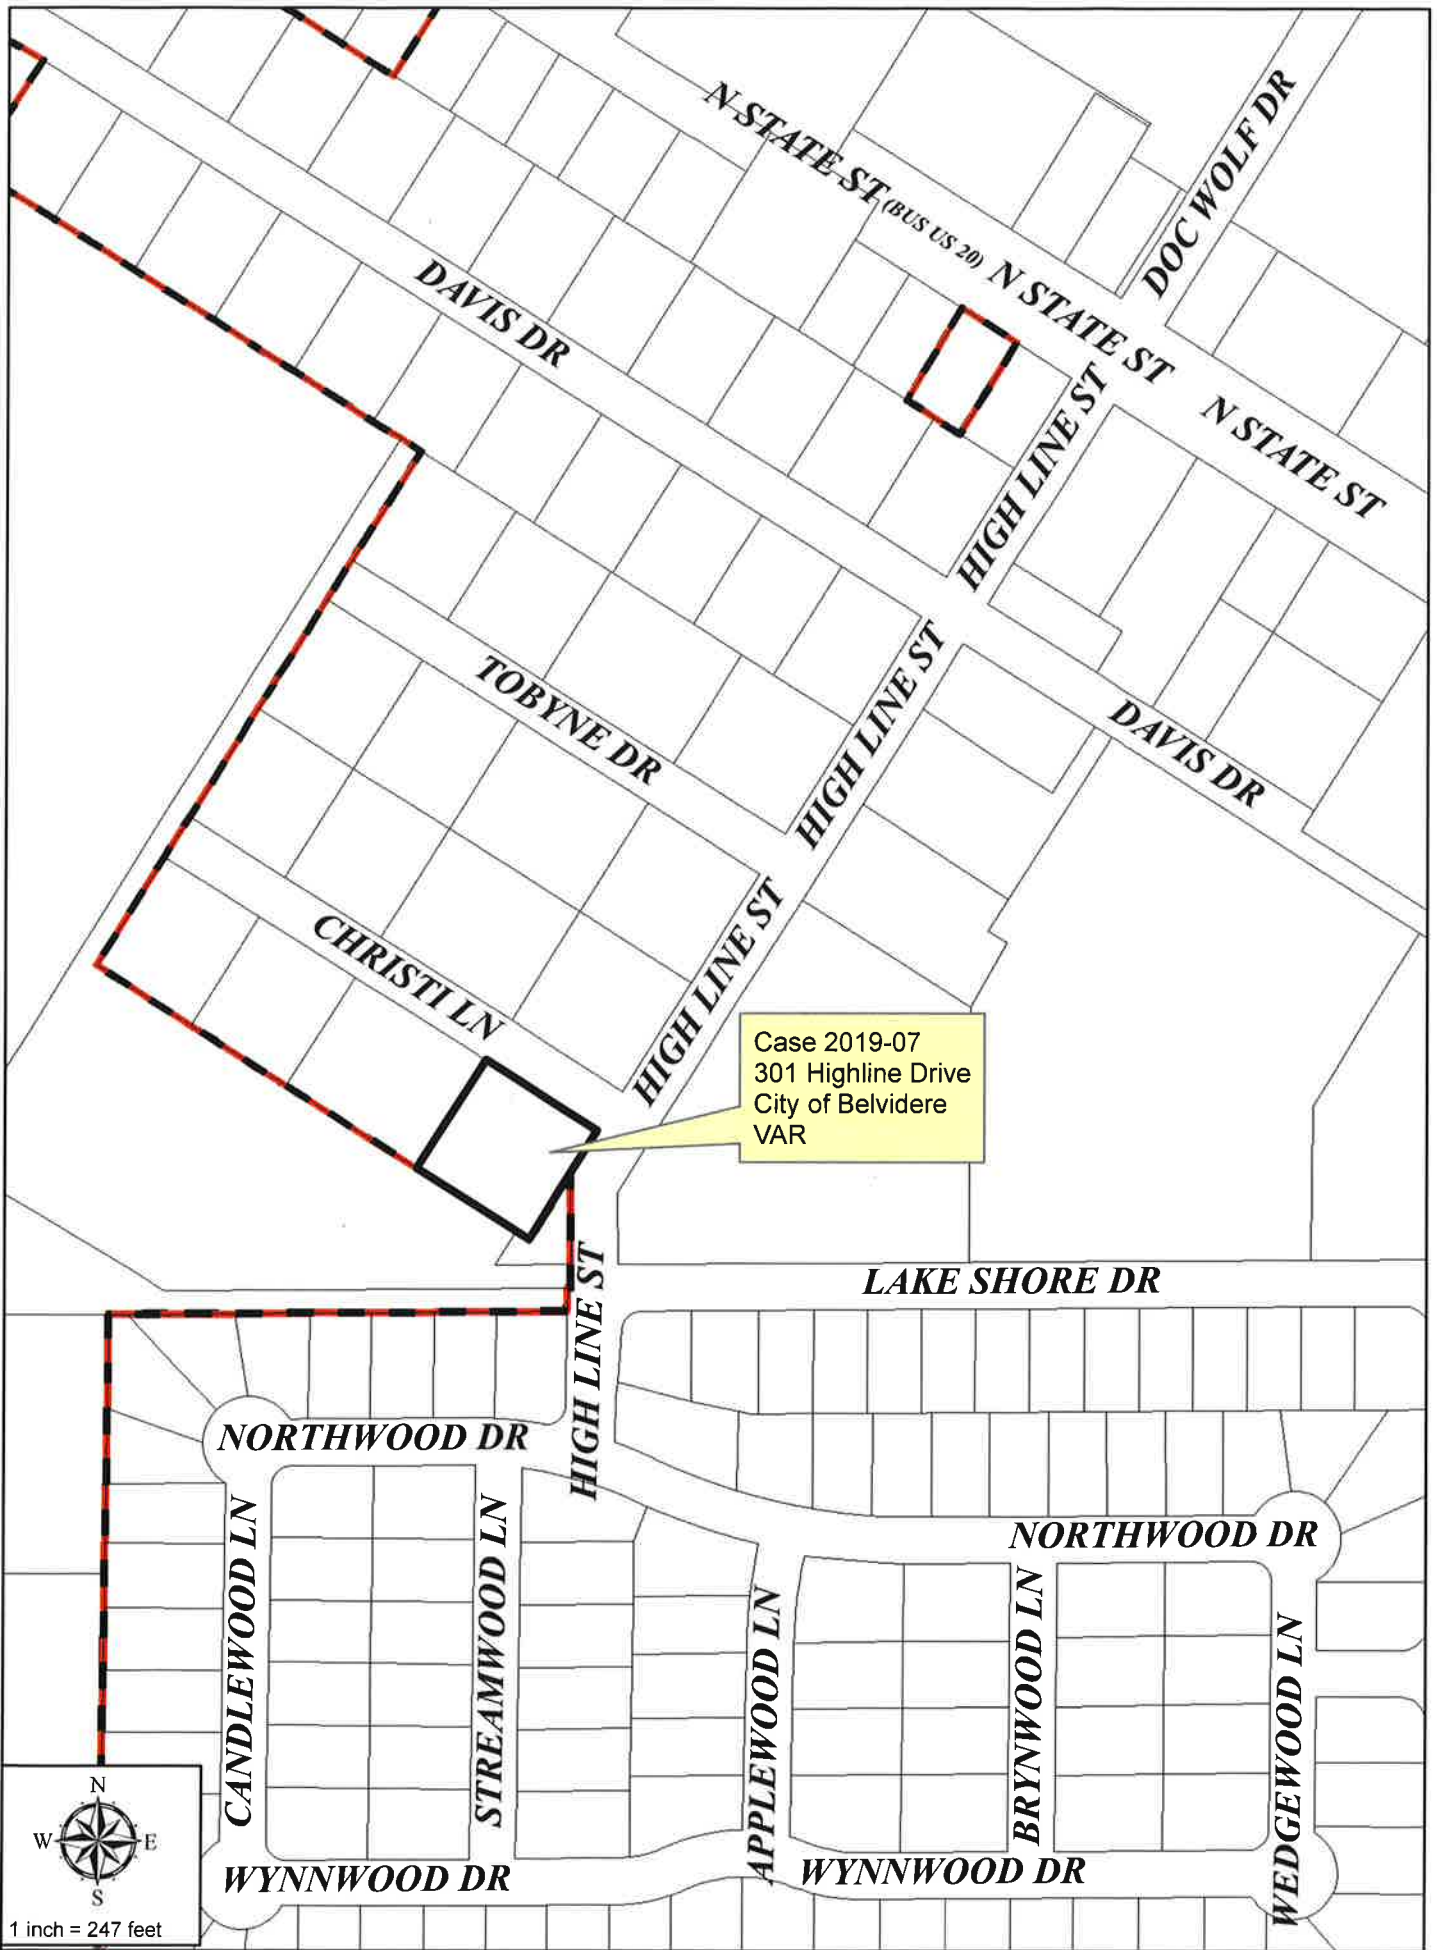 N STATE ST (BUS US 20)
DOC WOLF DR
N STATE ST
N STATE ST
DAVIS DR
HIGH LINE ST
HIGH LINE ST
TOBYNE DR
DAVIS DR
HIGH LINE ST
CHRISTI LN
Case 2019-07
301 Highline Drive
City of Belvidere
VAR
LAKE SHORE DR
HIGH LINE ST
NORTHWOOD DR
NORTHWOOD DR
CANDLEWOOD LN
STREAMWOOD LN
APPLEWOOD LN
BRYNWOOD LN
WEDGEWOOD LN
WYNNWOOD DR
WYNNWOOD DR
N
W E
S
1 inch = 247 feet